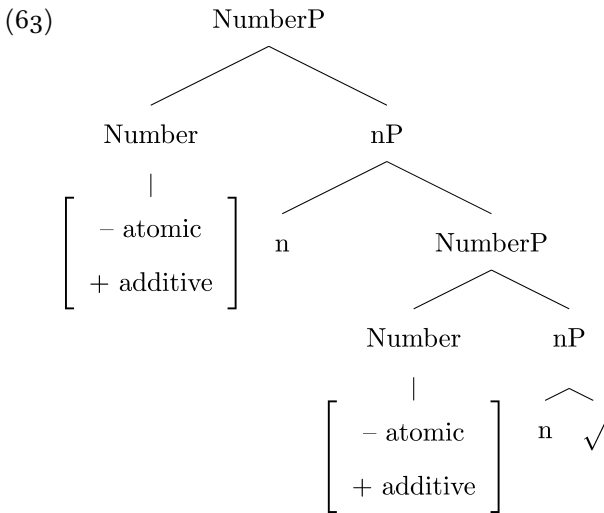 (63)
NumberP
Number nP
– atomic
+ additive
n NumberP
Number nP
– atomic
+ additive
n √